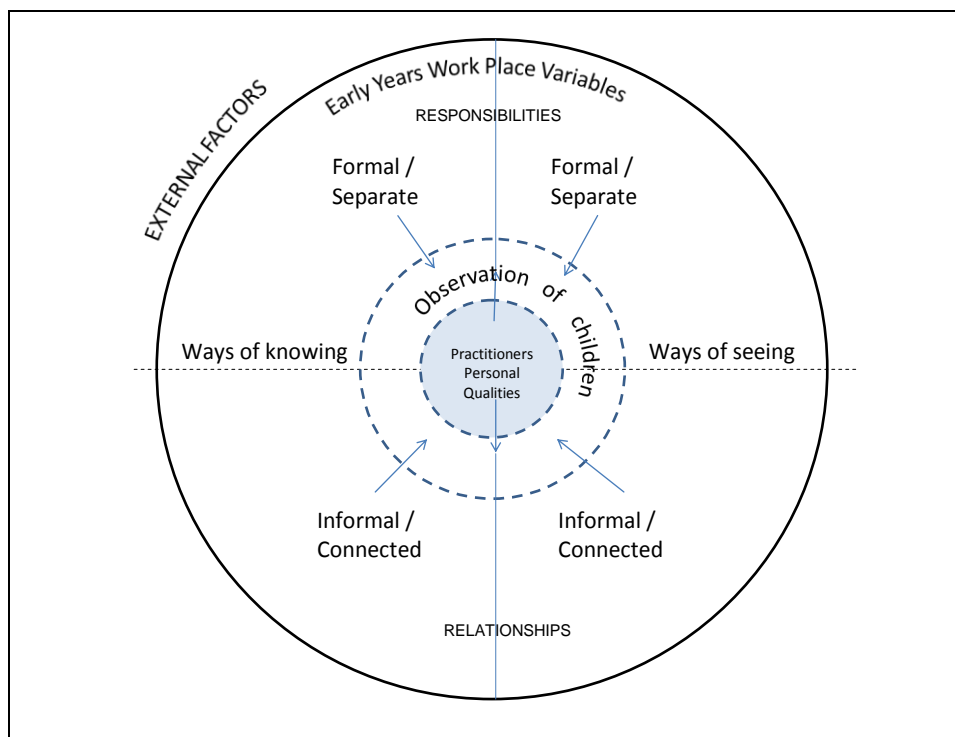 EXTERNAL FACTORS
Early Years Work Place Variables
RESPONSIBILITIES
Formal /
Separate
Formal /
Separate
Observation of children
Ways of knowing
Practitioners
Personal
Qualities
Ways of seeing
Informal /
Connected
Informal /
Connected
RELATIONSHIPS